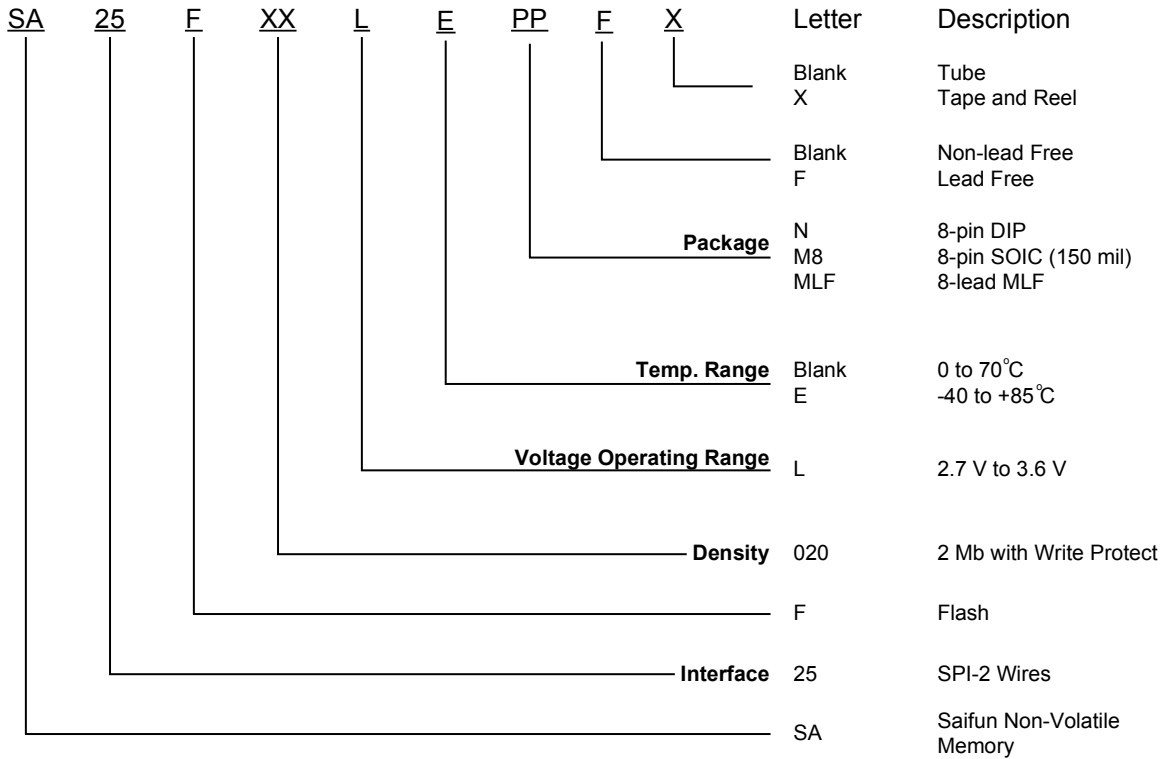 SA 25 F XX L E PP F X Letter Description
Blank Tube
X Tape and Reel
Blank Non-lead Free
F Lead Free
Package N 8-pin DIP
M8 8-pin SOIC (150 mil)
MLF 8-lead MLF
Temp. Range Blank 0 to 70°C
E -40 to +85°C
Voltage Operating Range L 2.7 V to 3.6 V
Density 020 2 Mb with Write Protect
F Flash
Interface 25 SPI-2 Wires
SA Saifun Non-Volatile
Memory